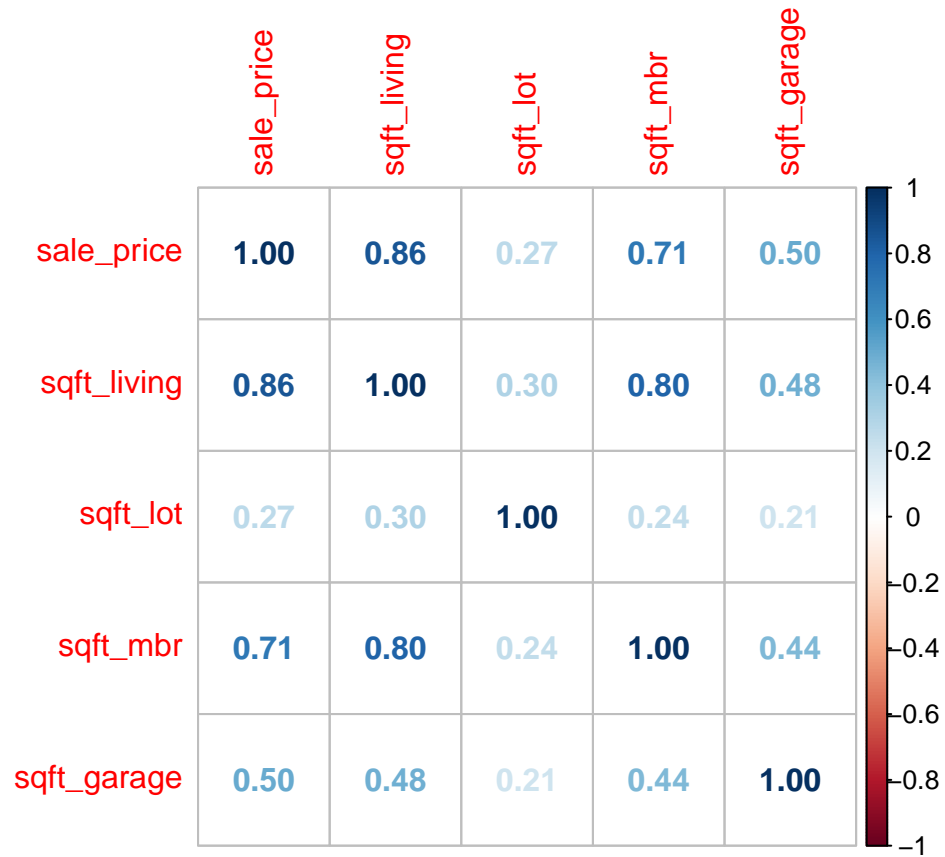 sale_price sqft_living sqft_lot sqft_mbr sqft_garage
sale_price 1.00 0.86 0.27 0.71 0.50
sqft_living 0.86 1.00 0.30 0.80 0.48
sqft_lot 0.27 0.30 1.00 0.24 0.21
sqft_mbr 0.71 0.80 0.24 1.00 0.44
sqft_garage 0.50 0.48 0.21 0.44 1.00
1
0.8
0.6
0.4
0.2
0
−0.2
−0.4
−0.6
−0.8
−1